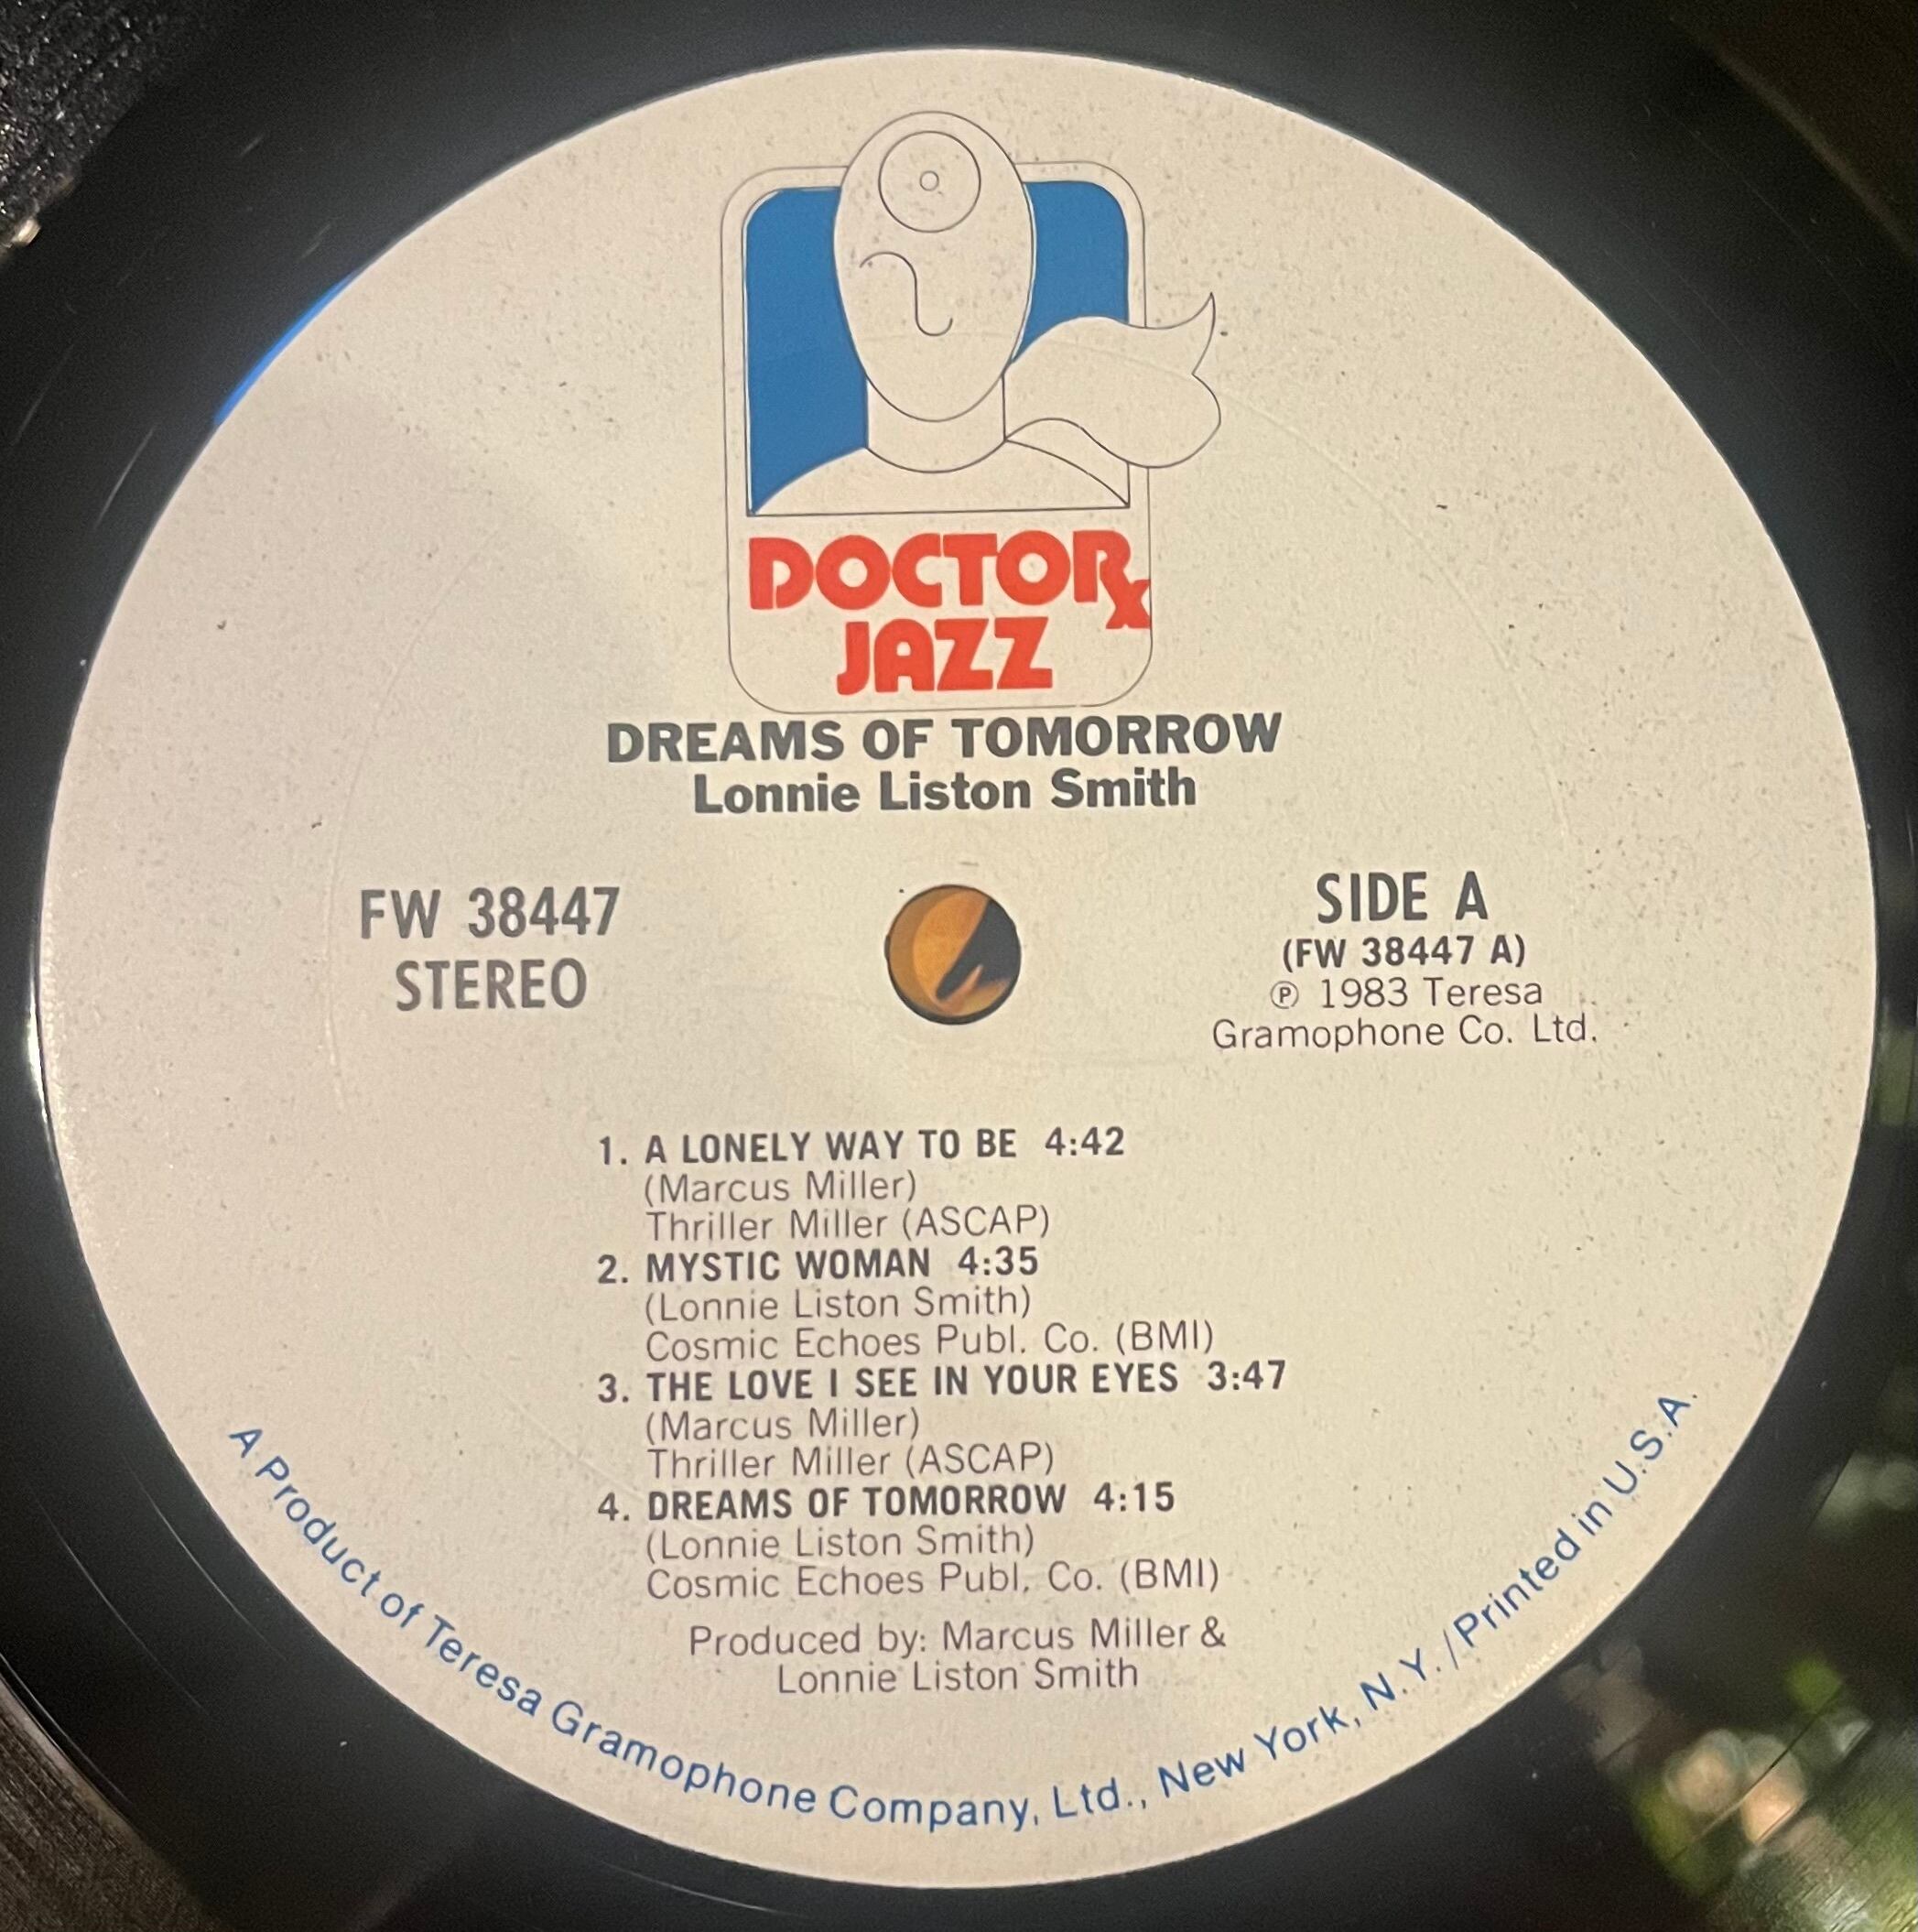 DOCTOR℞
JAZZ
DREAMS OF TOMORROW
Lonnie Liston Smith
FW 38447
STEREO
SIDE A
(FW 38447 A)
℗ 1983 Teresa
Gramophone Co. Ltd.
1. A LONELY WAY TO BE 4:42
(Marcus Miller)
Thriller Miller (ASCAP)
2. MYSTIC WOMAN 4:35
(Lonnie Liston Smith)
Cosmic Echoes Publ. Co. (BMI)
3. THE LOVE I SEE IN YOUR EYES 3:47
(Marcus Miller)
Thriller Miller (ASCAP)
4. DREAMS OF TOMORROW 4:15
(Lonnie Liston Smith)
Cosmic Echoes Publ. Co. (BMI)
Produced by: Marcus Miller &
Lonnie Liston Smith
A Product of Teresa Gramophone Company, Ltd., New York, N.Y./Printed in U.S.A.